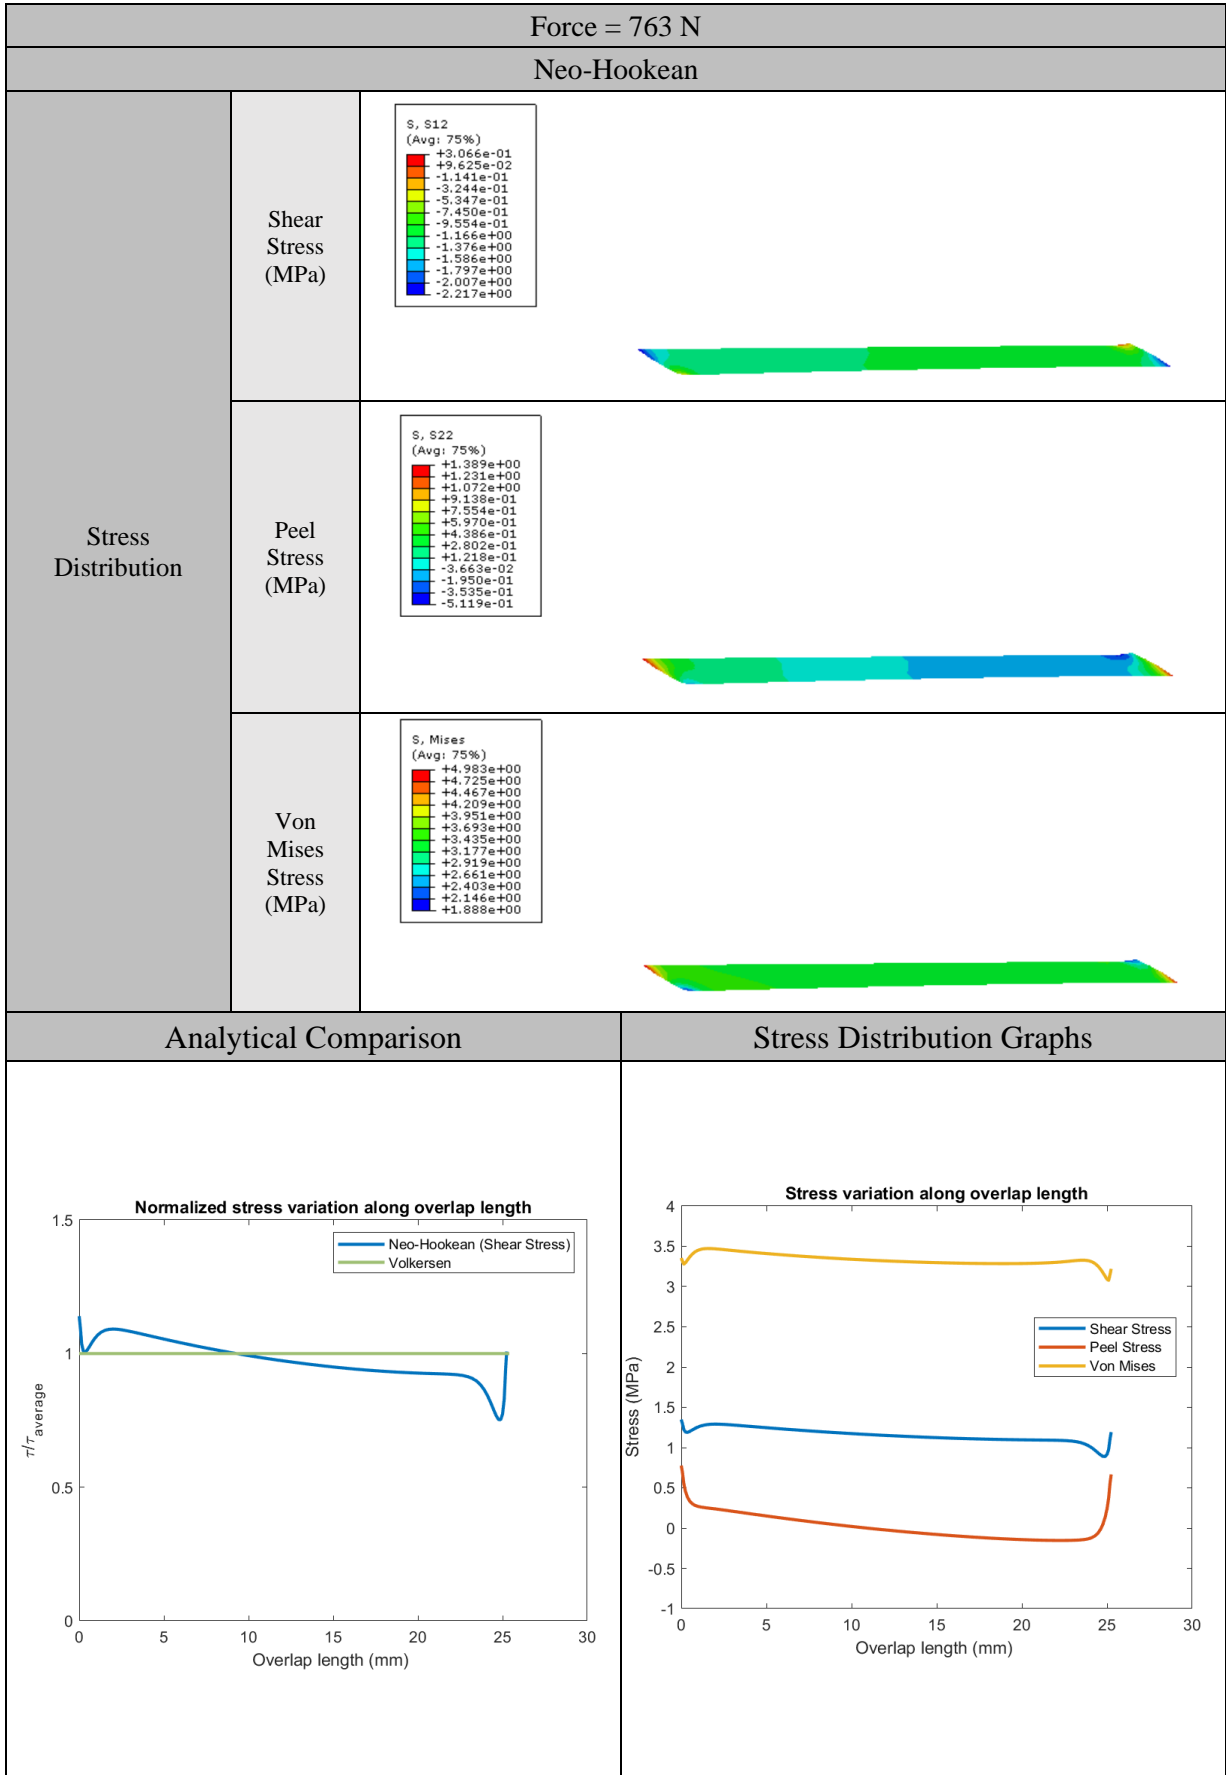 Force = 763 N
Neo-Hookean
Stress
Distribution
Shear
Stress
(MPa)
S, S12
(Avg: 75%)
+3.066e-01
+9.625e-02
-1.141e-01
-3.244e-01
-5.347e-01
-7.450e-01
-9.554e-01
-1.166e+00
-1.376e+00
-1.586e+00
-1.797e+00
-2.007e+00
-2.217e+00
Peel
Stress
(MPa)
S, S22
(Avg: 75%)
+1.389e+00
+1.231e+00
+1.072e+00
+9.138e-01
+7.554e-01
+5.970e-01
+4.386e-01
+2.802e-01
+1.218e-01
-3.663e-02
-1.950e-01
-3.535e-01
-5.119e-01
Von
Mises
Stress
(MPa)
S, Mises
(Avg: 75%)
+4.983e+00
+4.725e+00
+4.467e+00
+4.209e+00
+3.951e+00
+3.693e+00
+3.435e+00
+3.177e+00
+2.919e+00
+2.661e+00
+2.403e+00
+2.146e+00
+1.888e+00
Analytical Comparison
Normalized stress variation along overlap length
1.5
1
0.5
0
τ/τaverage
Neo-Hookean (Shear Stress)
Volkersen
0 5 10 15 20 25 30
Overlap length (mm)
Stress Distribution Graphs
Stress variation along overlap length
4
3.5
3
2.5
2
1.5
1
0.5
0
-0.5
-1
Stress (MPa)
Shear Stress
Peel Stress
Von Mises
0 5 10 15 20 25 30
Overlap length (mm)